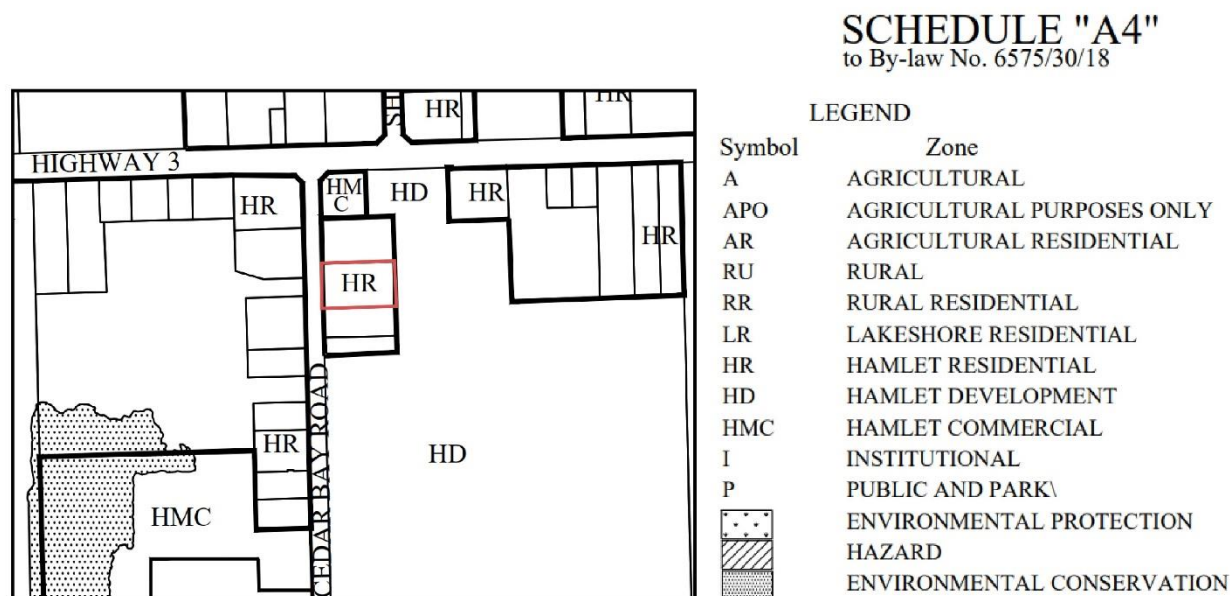 SCHEDULE "A4"
to By-law No. 6575/30/18
LEGEND
Symbol Zone
A AGRICULTURAL
APO AGRICULTURAL PURPOSES ONLY
AR AGRICULTURAL RESIDENTIAL
RU RURAL
RR RURAL RESIDENTIAL
LR LAKESHORE RESIDENTIAL
HR HAMLET RESIDENTIAL
HD HAMLET DEVELOPMENT
HMC HAMLET COMMERCIAL
I INSTITUTIONAL
P PUBLIC AND PARK\
ENVIRONMENTAL PROTECTION
HAZARD
ENVIRONMENTAL CONSERVATION
HR
HR
HIGHWAY 3
HR
HM
C
HD
HR
HR
HR
HR
HD
HMC
CEDAR BAY ROAD